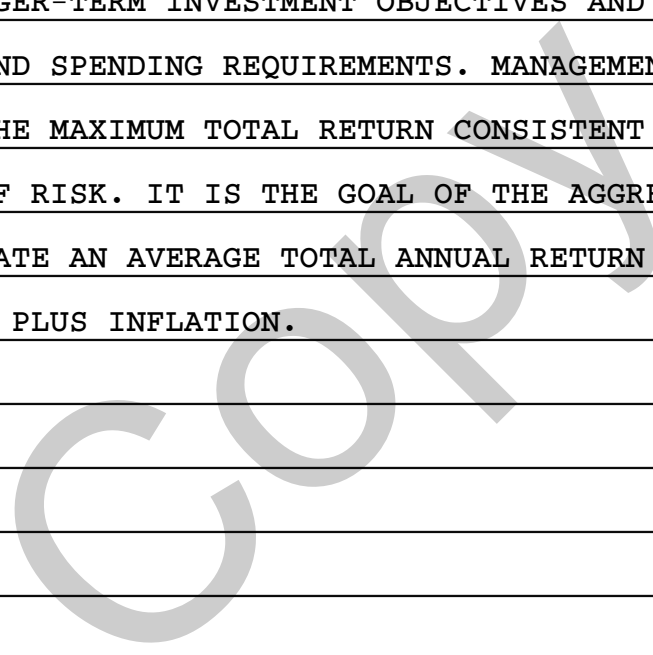 GER-TERM INVESTMENT OBJECTIVES AND
ND SPENDING REQUIREMENTS. MANAGEMEN
HE MAXIMUM TOTAL RETURN CONSISTENT
F RISK. IT IS THE GOAL OF THE AGGRE
ATE AN AVERAGE TOTAL ANNUAL RETURN
PLUS INFLATION.
Copy